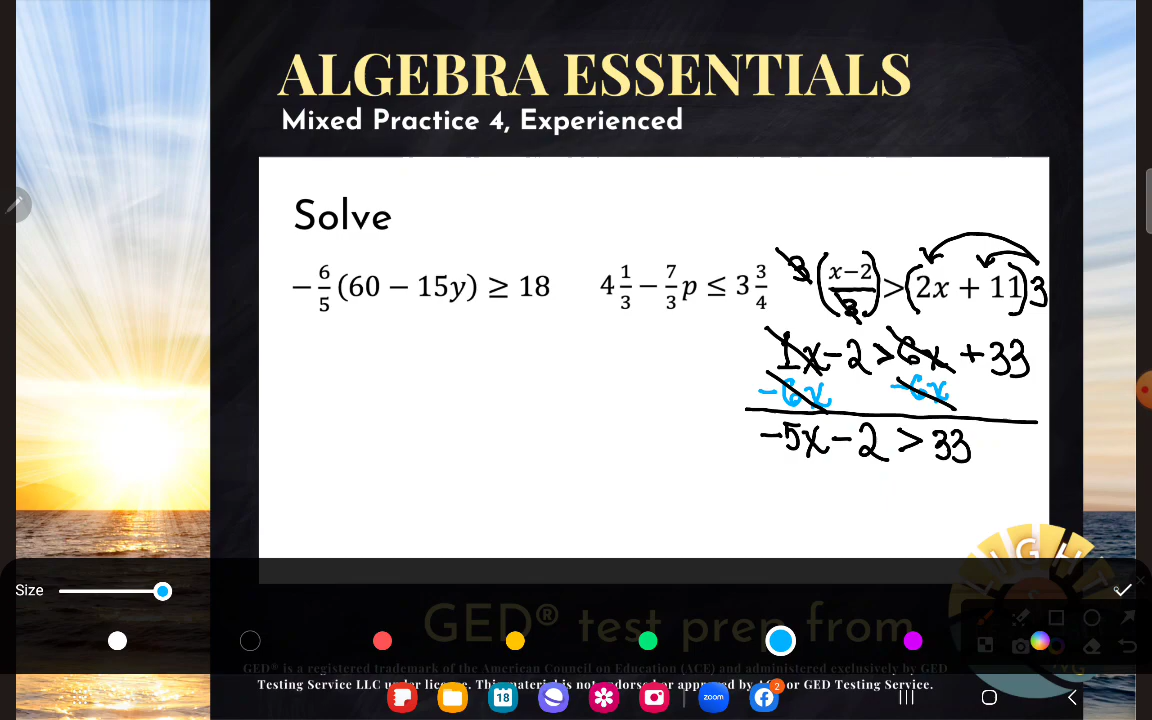 ALGEBRA ESSENTIALS
Mixed Practice 4, Experienced
Solve
−6/5(60 − 15y) ≥ 18
4 1/3 − 7/3 p ≤ 3 3/4
3(x−2/3) > (2x + 11)3
1x − 2 > 6x + 33
−6x −6x
−5x − 2 > 33
Size
GED® test prep from
LIGHT
GED® is a registered trademark of the American Council on Education (ACE) and administered exclusively by GED
Testing Service LLC under license. This material is not endorsed or approved by ACE or GED Testing Service.
18
zoom
2